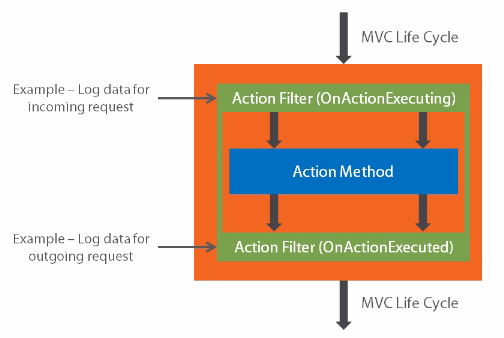 MVC Life Cycle
Example – Log data for
incoming request
Action Filter (OnActionExecuting)
Action Method
Example – Log data for
outgoing request
Action Filter (OnActionExecuted)
MVC Life Cycle